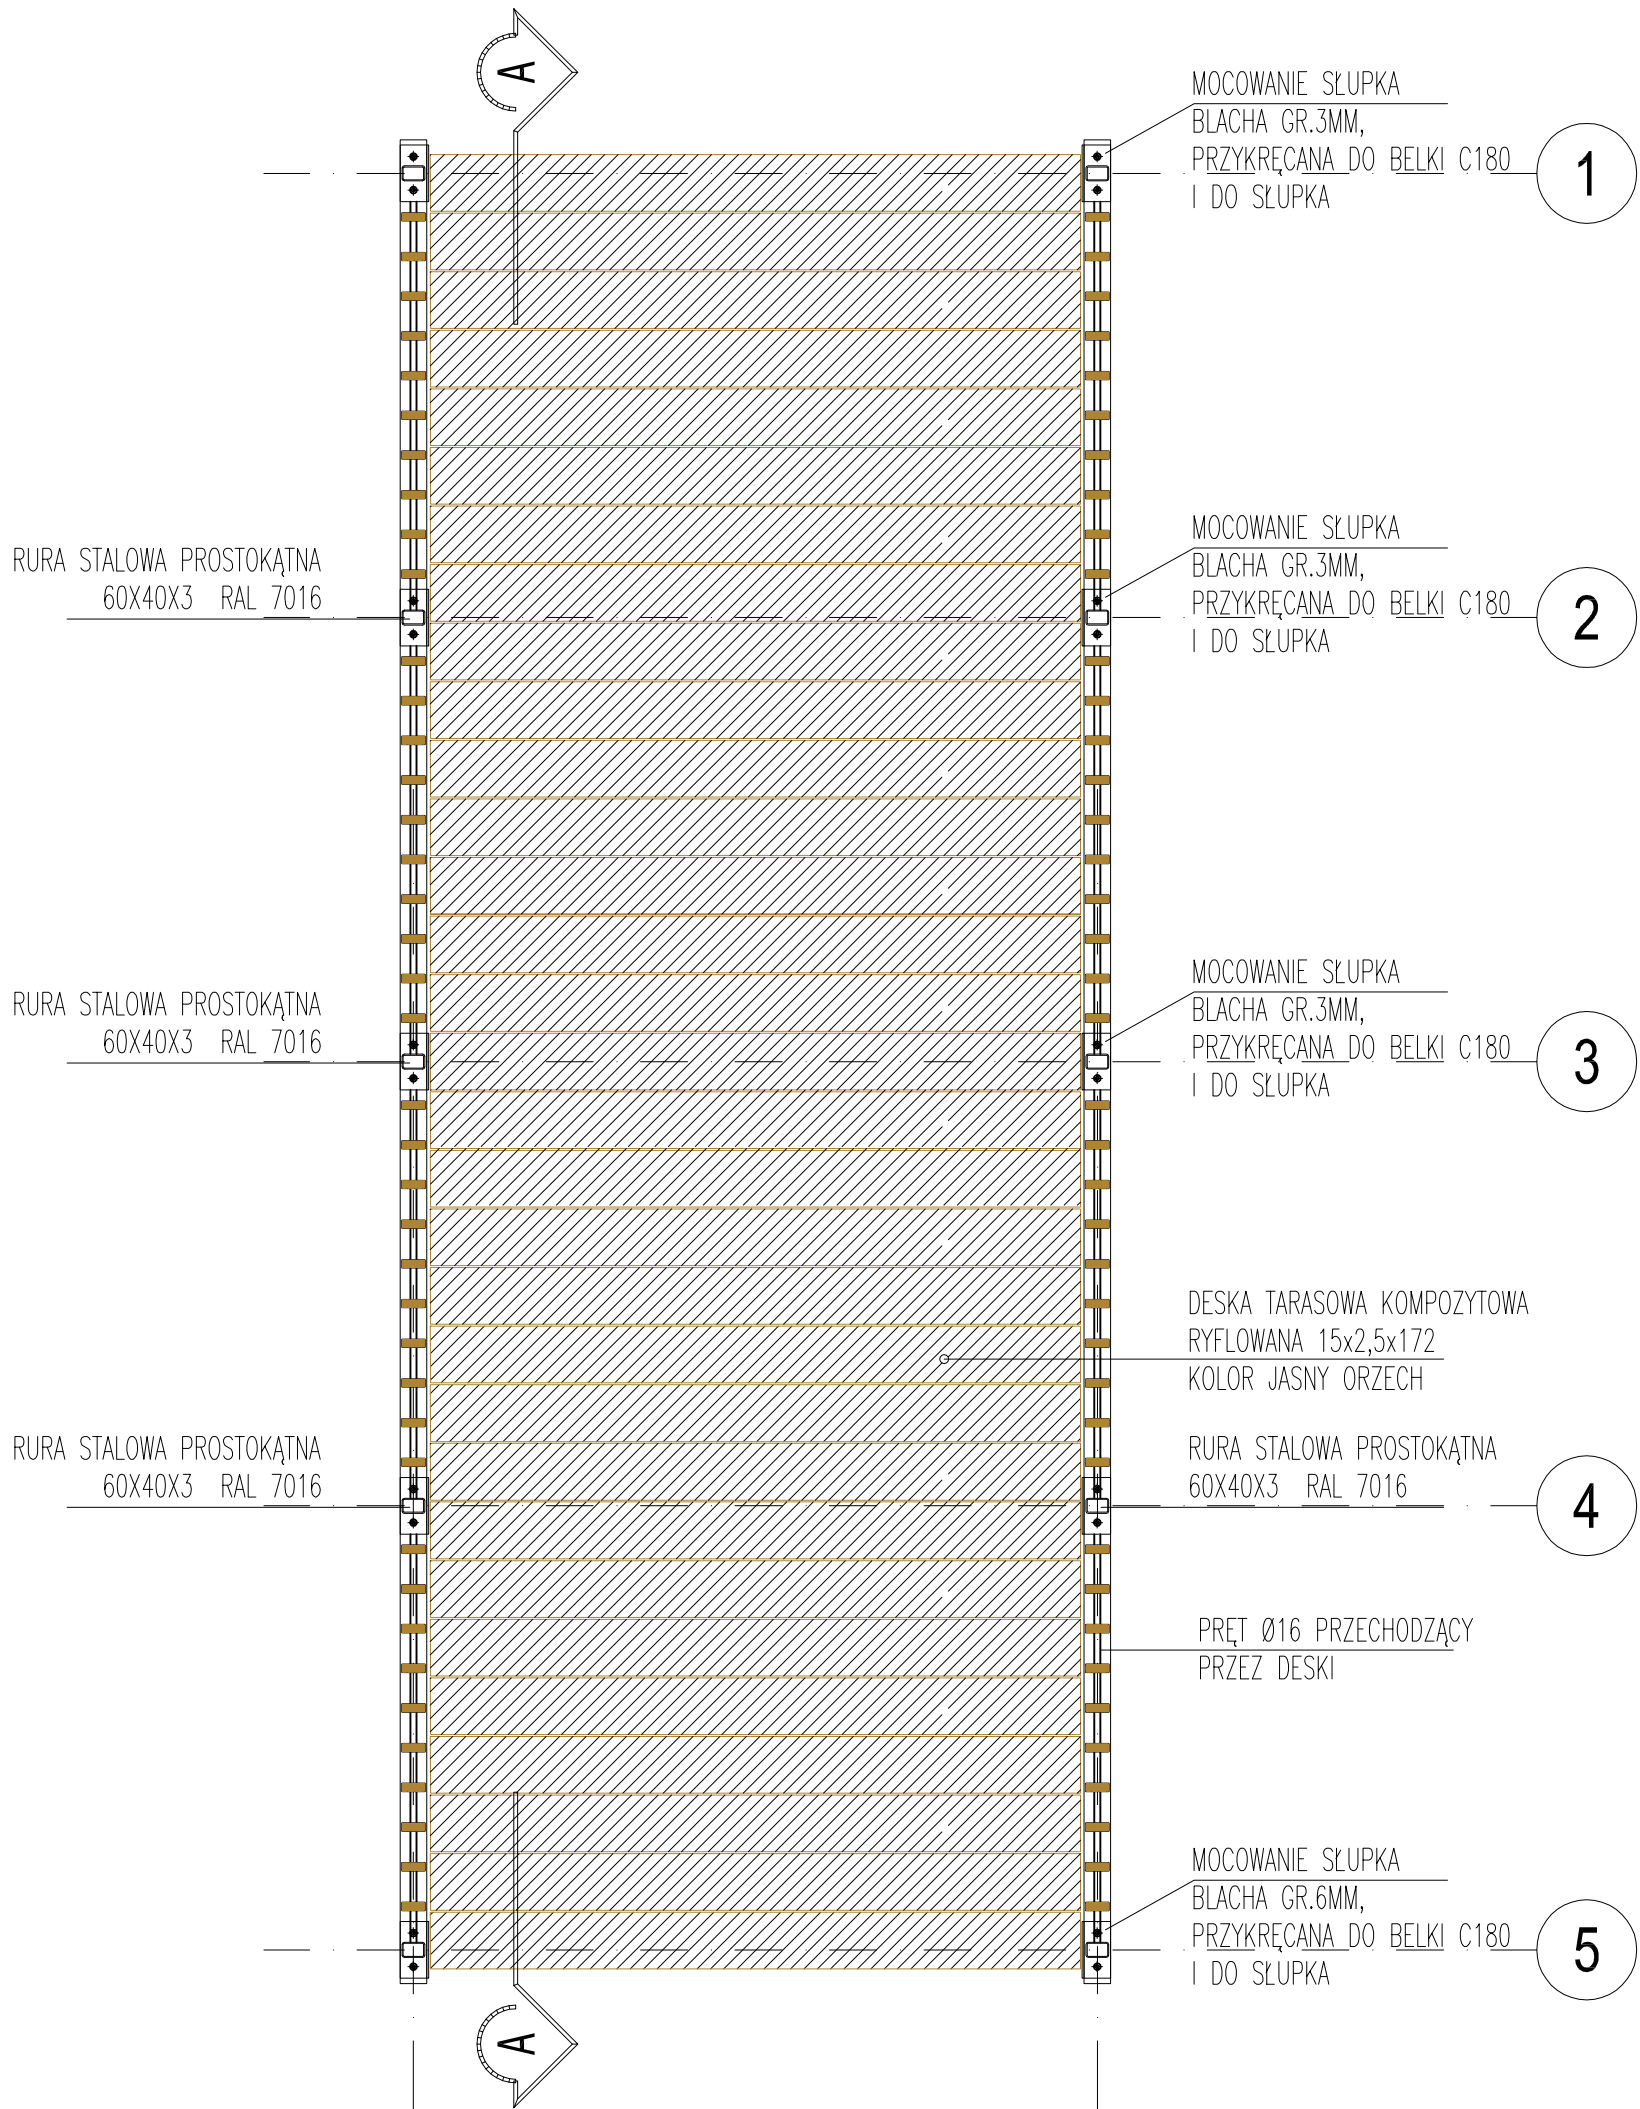 A
MOCOWANIE SŁUPKA
BLACHA GR.3MM,
PRZYKRĘCANA DO BELKI C180
I DO SŁUPKA
1
RURA STALOWA PROSTOKĄTNA
60X40X3 RAL 7016
MOCOWANIE SŁUPKA
BLACHA GR.3MM,
PRZYKRĘCANA DO BELKI C180
I DO SŁUPKA
2
RURA STALOWA PROSTOKĄTNA
60X40X3 RAL 7016
MOCOWANIE SŁUPKA
BLACHA GR.3MM,
PRZYKRĘCANA DO BELKI C180
I DO SŁUPKA
3
DESKA TARASOWA KOMPOZYTOWA
RYFLOWANA 15x2,5x172
KOLOR JASNY ORZECH
RURA STALOWA PROSTOKĄTNA
60X40X3 RAL 7016
RURA STALOWA PROSTOKĄTNA
60X40X3 RAL 7016
4
PRĘT Ø16 PRZECHODZĄCY
PRZEZ DESKI
MOCOWANIE SŁUPKA
BLACHA GR.6MM,
PRZYKRĘCANA DO BELKI C180
I DO SŁUPKA
5
A